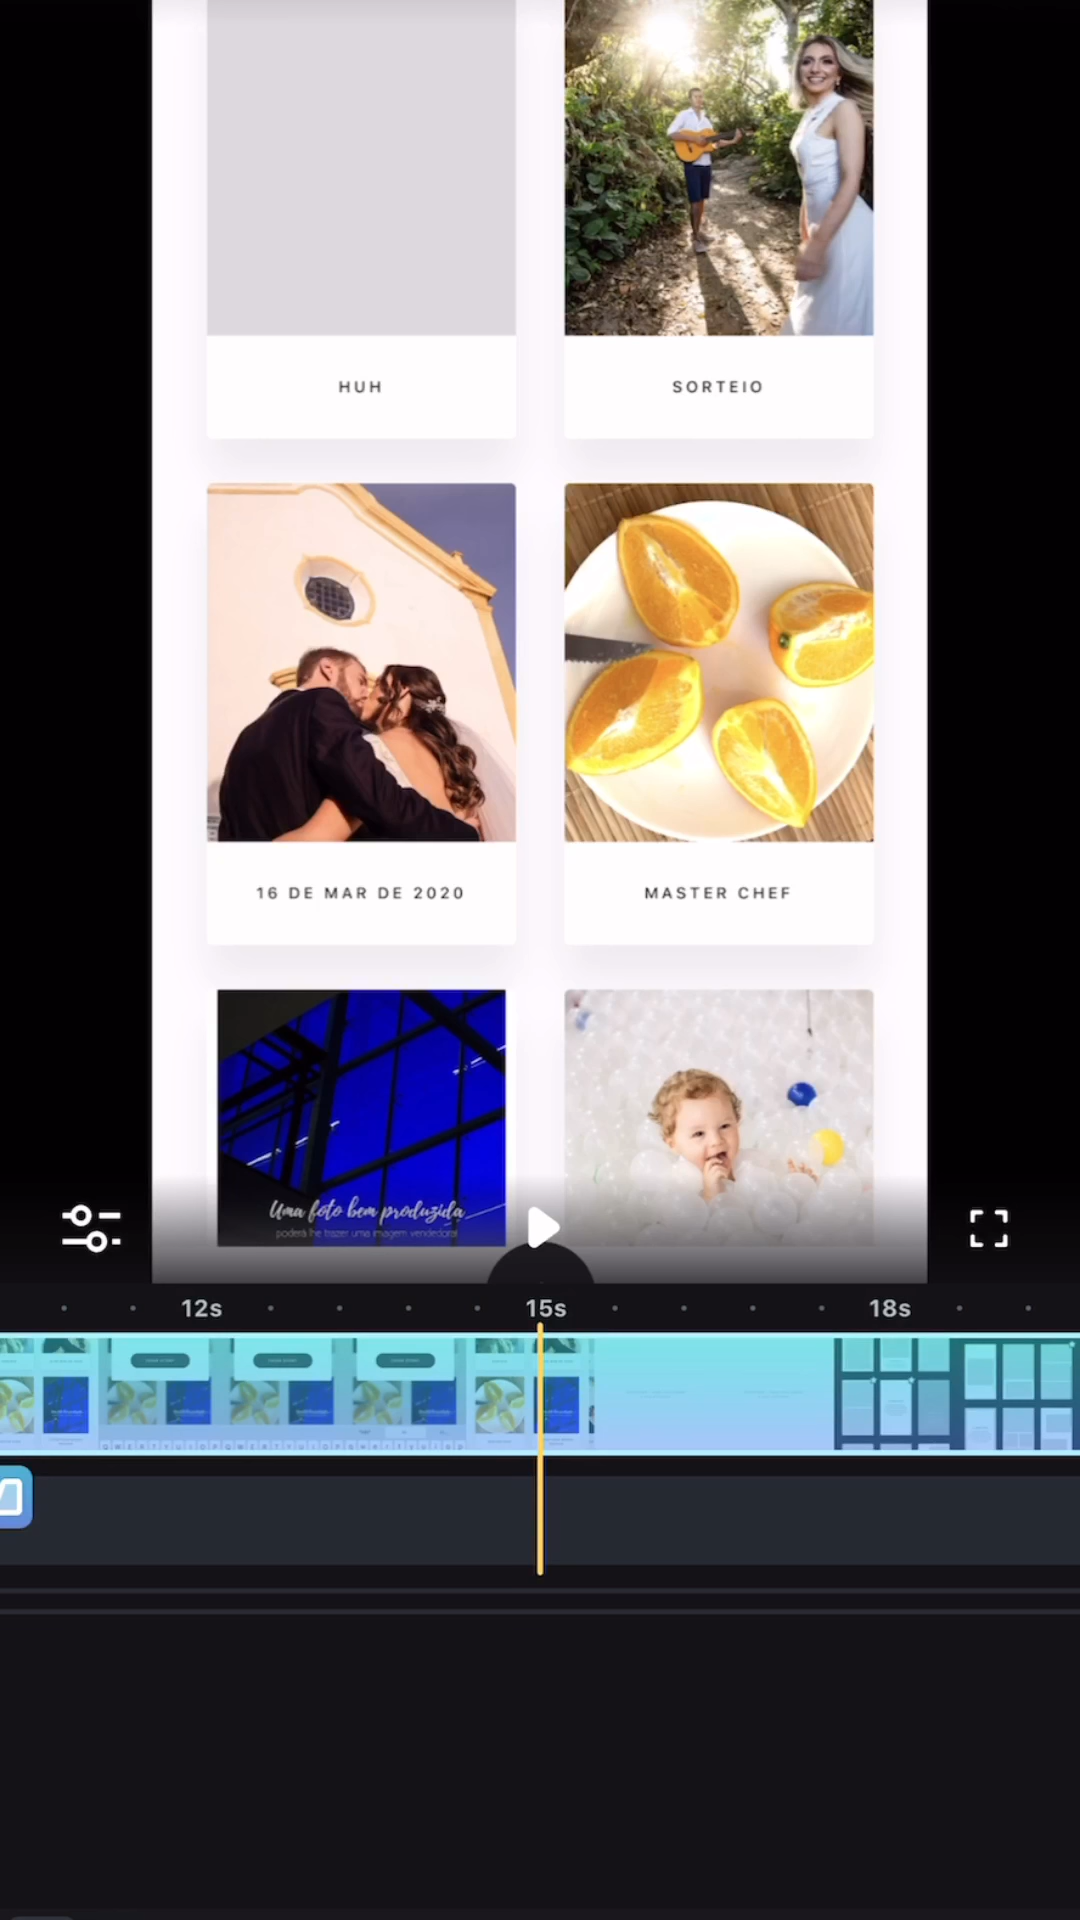 HUH
SORTEIO
16 DE MAR DE 2020
MASTER CHEF
Uma foto bem produzida
poderá lhe trazer uma imagem vendedora!
12s
15s
18s